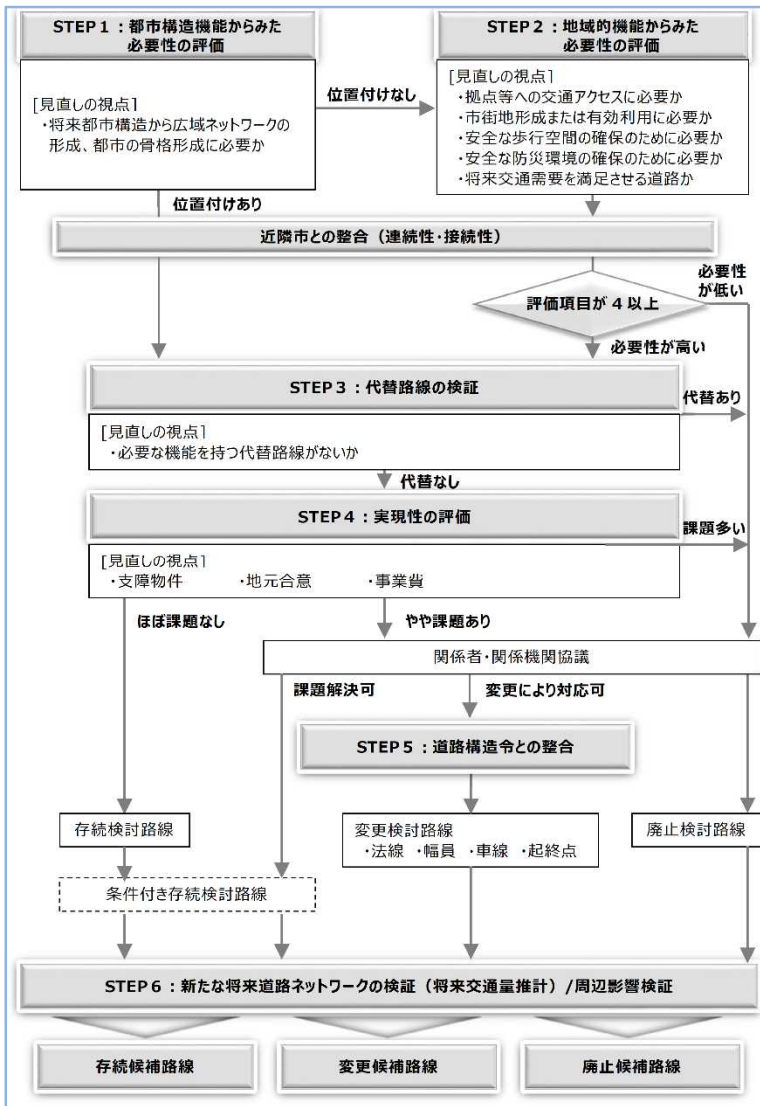 STEP1：都市構造機能からみた
必要性の評価
[見直しの視点]
・将来都市構造から広域ネットワークの
形成、都市の骨格形成に必要か
位置付けなし
STEP2：地域的機能からみた
必要性の評価
[見直しの視点]
・拠点等への交通アクセスに必要か
・市街地形成または有効利用に必要か
・安全な歩行空間の確保のために必要か
・安全な防災環境の確保のために必要か
・将来交通需要を満足させる道路か
位置付けあり
近隣市との整合（連続性・接続性）
必要性
が低い
評価項目が4以上
必要性が高い
STEP3：代替路線の検証
代替あり
[見直しの視点]
・必要な機能を持つ代替路線がないか
代替なし
STEP4：実現性の評価
課題多い
[見直しの視点]
・支障物件 ・地元合意 ・事業費
ほぼ課題なし
やや課題あり
関係者・関係機関協議
課題解決可
変更により対応可
STEP5：道路構造令との整合
存続検討路線
変更検討路線
・法線 ・幅員 ・車線 ・起終点
廃止検討路線
条件付き存続検討路線
STEP6：新たな将来道路ネットワークの検証（将来交通量推計）/周辺影響検証
存続候補路線
変更候補路線
廃止候補路線